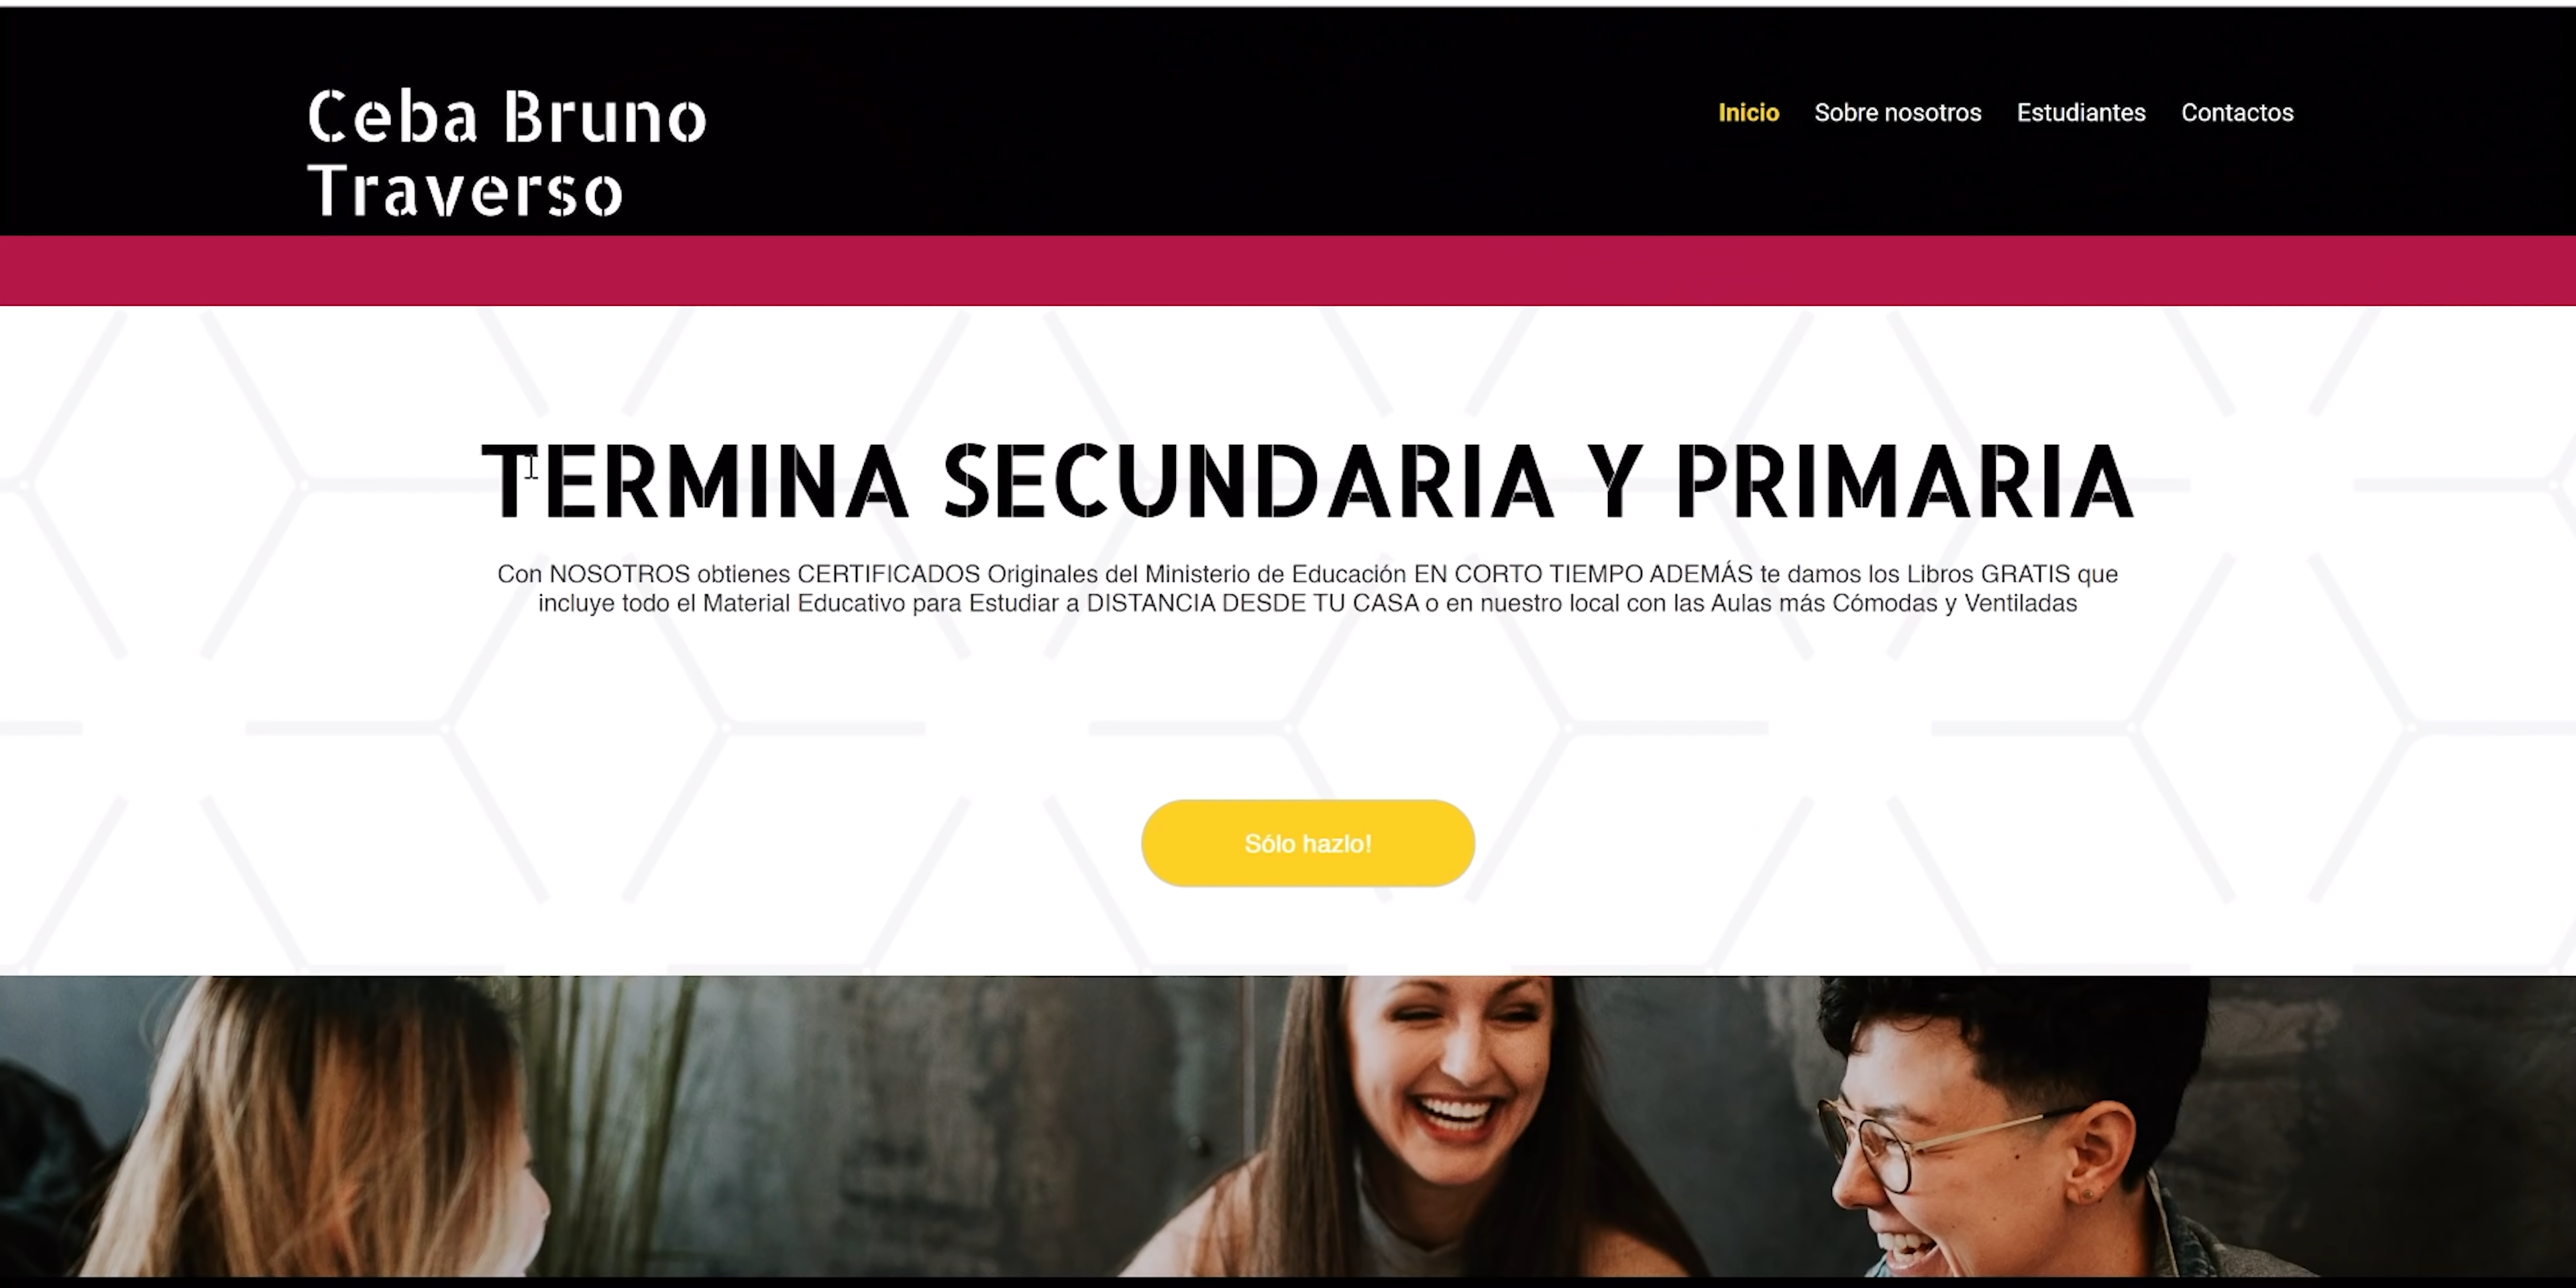 Ceba Bruno
Traverso
Inicio Sobre nosotros Estudiantes Contactos
TERMINA SECUNDARIA Y PRIMARIA
Con NOSOTROS obtienes CERTIFICADOS Originales del Ministerio de Educación EN CORTO TIEMPO ADEMÁS te damos los Libros GRATIS que
incluye todo el Material Educativo para Estudiar a DISTANCIA DESDE TU CASA o en nuestro local con las Aulas más Cómodas y Ventiladas
Sólo hazlo!